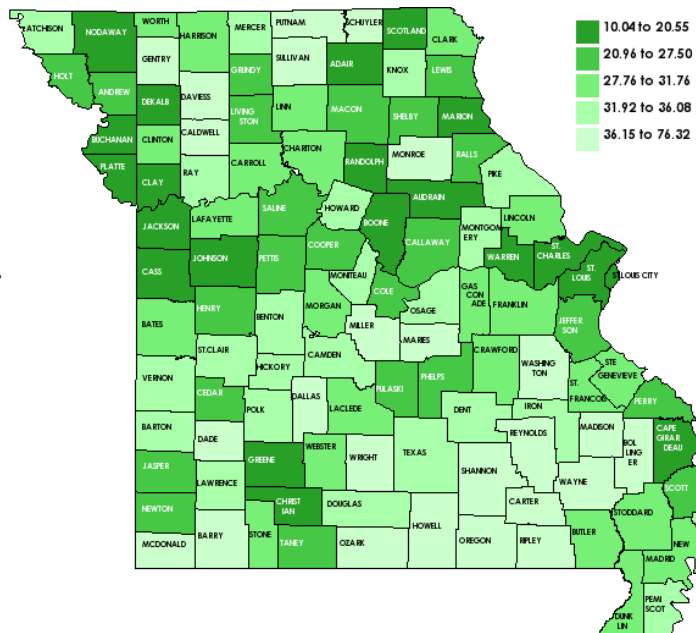 ATCHISON
NODAWAY
WORTH
HARRISON
MERCER
PUTNAM
SCHUYLER
SCOTLAND
CLARK
10.04 to 20.55
20.96 to 27.50
27.76 to 31.76
31.92 to 36.08
36.15 to 76.32
HOLT
ANDREW
GENTRY
DAVIESS
GRUNDY
SULLIVAN
ADAIR
KNOX
LEWIS
DEKALB
LIVING
STON
LINN
MACON
SHELBY
MARION
BUCHANAN
CLINTON
CALDWELL
CHARITON
RANDOLPH
MONROE
RALLS
PLATTE
CLAY
RAY
CARROLL
PIKE
JACKSON
LAFAYETTE
SALINE
HOWARD
BOONE
AUDRAIN
LINCOLN
CALLAWAY
MONTGOM
ERY
WARREN
ST.
CHARLES
ST.
LOUIS
ST LOUIS CITY
CASS
JOHNSON
PETTIS
COOPER
MONITEAU
COLE
OSAGE
GAS
CON
ADE
FRANKLIN
JEFFER
SON
BATES
HENRY
BENTON
MORGAN
MILLER
MARIES
CRAWFORD
WASHING
TON
STE
GENEVIEVE
ST.
FRANCOIS
PERRY
VERNON
ST.CLAIR
HICKORY
CAMDEN
PULASKI
PHELPS
DENT
IRON
CEDAR
POLK
DALLAS
LACLEDE
TEXAS
REYNOLDS
MADISON
BOL
LING
ER
CAPE
GIRAR
DEAU
BARTON
DADE
GREENE
WEBSTER
WRIGHT
SHANNON
WAYNE
SCOTT
JASPER
LAWRENCE
CHRIST
IAN
DOUGLAS
CARTER
STODDARD
NEWTON
STONE
TANEY
OZARK
HOWELL
OREGON
RIPLEY
BUTLER
NEW
MADRID
MCDONALD
BARRY
PEMI
SCOT
DUNK
LIN